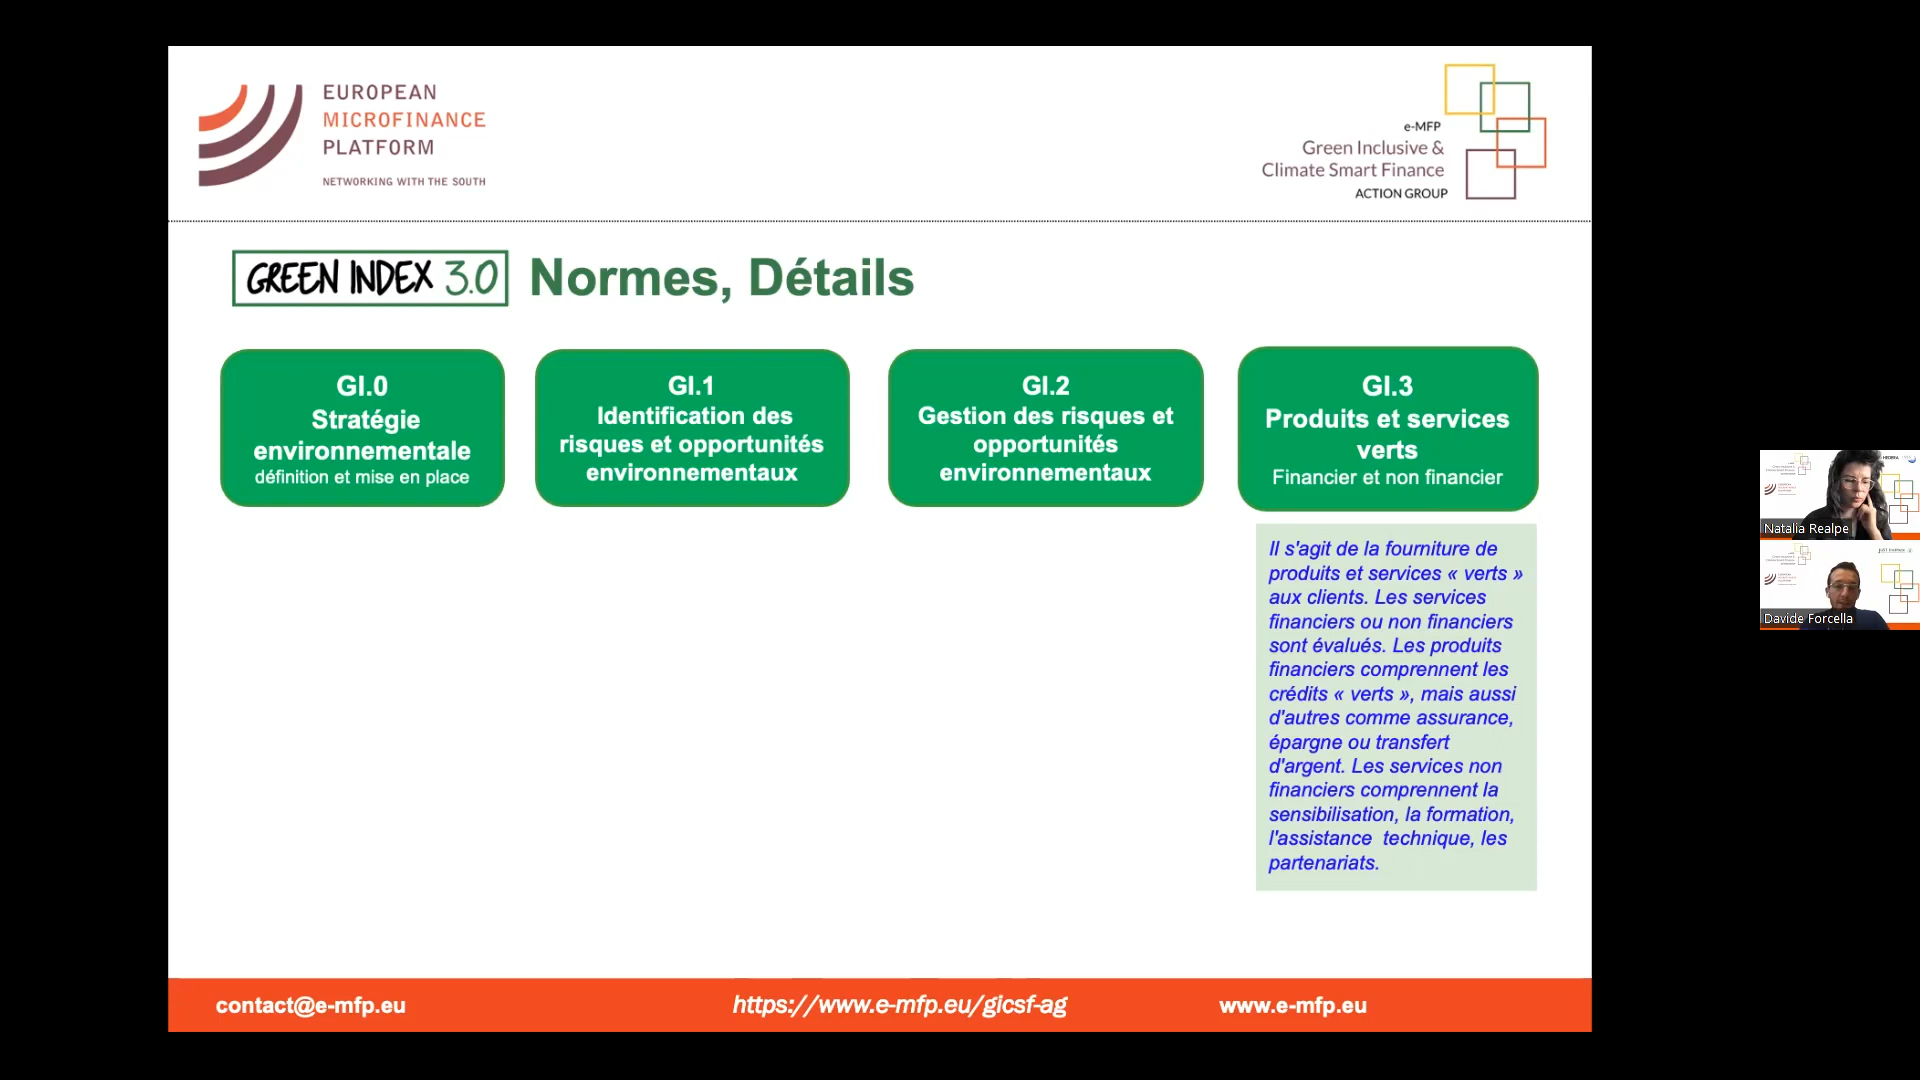 EUROPEAN
MICROFINANCE
PLATFORM
NETWORKING WITH THE SOUTH
e-MFP
Green Inclusive &
Climate Smart Finance
ACTION GROUP
GREEN INDEX 3.0
Normes, Détails
GI.0
Stratégie
environnementale
définition et mise en place
GI.1
Identification des
risques et opportunités
environnementaux
GI.2
Gestion des risques et
opportunités
environnementaux
GI.3
Produits et services
verts
Financier et non financier
Il s'agit de la fourniture de
produits et services « verts »
aux clients. Les services
financiers ou non financiers
sont évalués. Les produits
financiers comprennent les
crédits « verts », mais aussi
d'autres comme assurance,
épargne ou transfert
d'argent. Les services non
financiers comprennent la
sensibilisation, la formation,
l'assistance  technique, les
partenariats.
contact@e-mfp.eu
https://www.e-mfp.eu/gicsf-ag
www.e-mfp.eu
Natalia Realpe
Davide Forcella